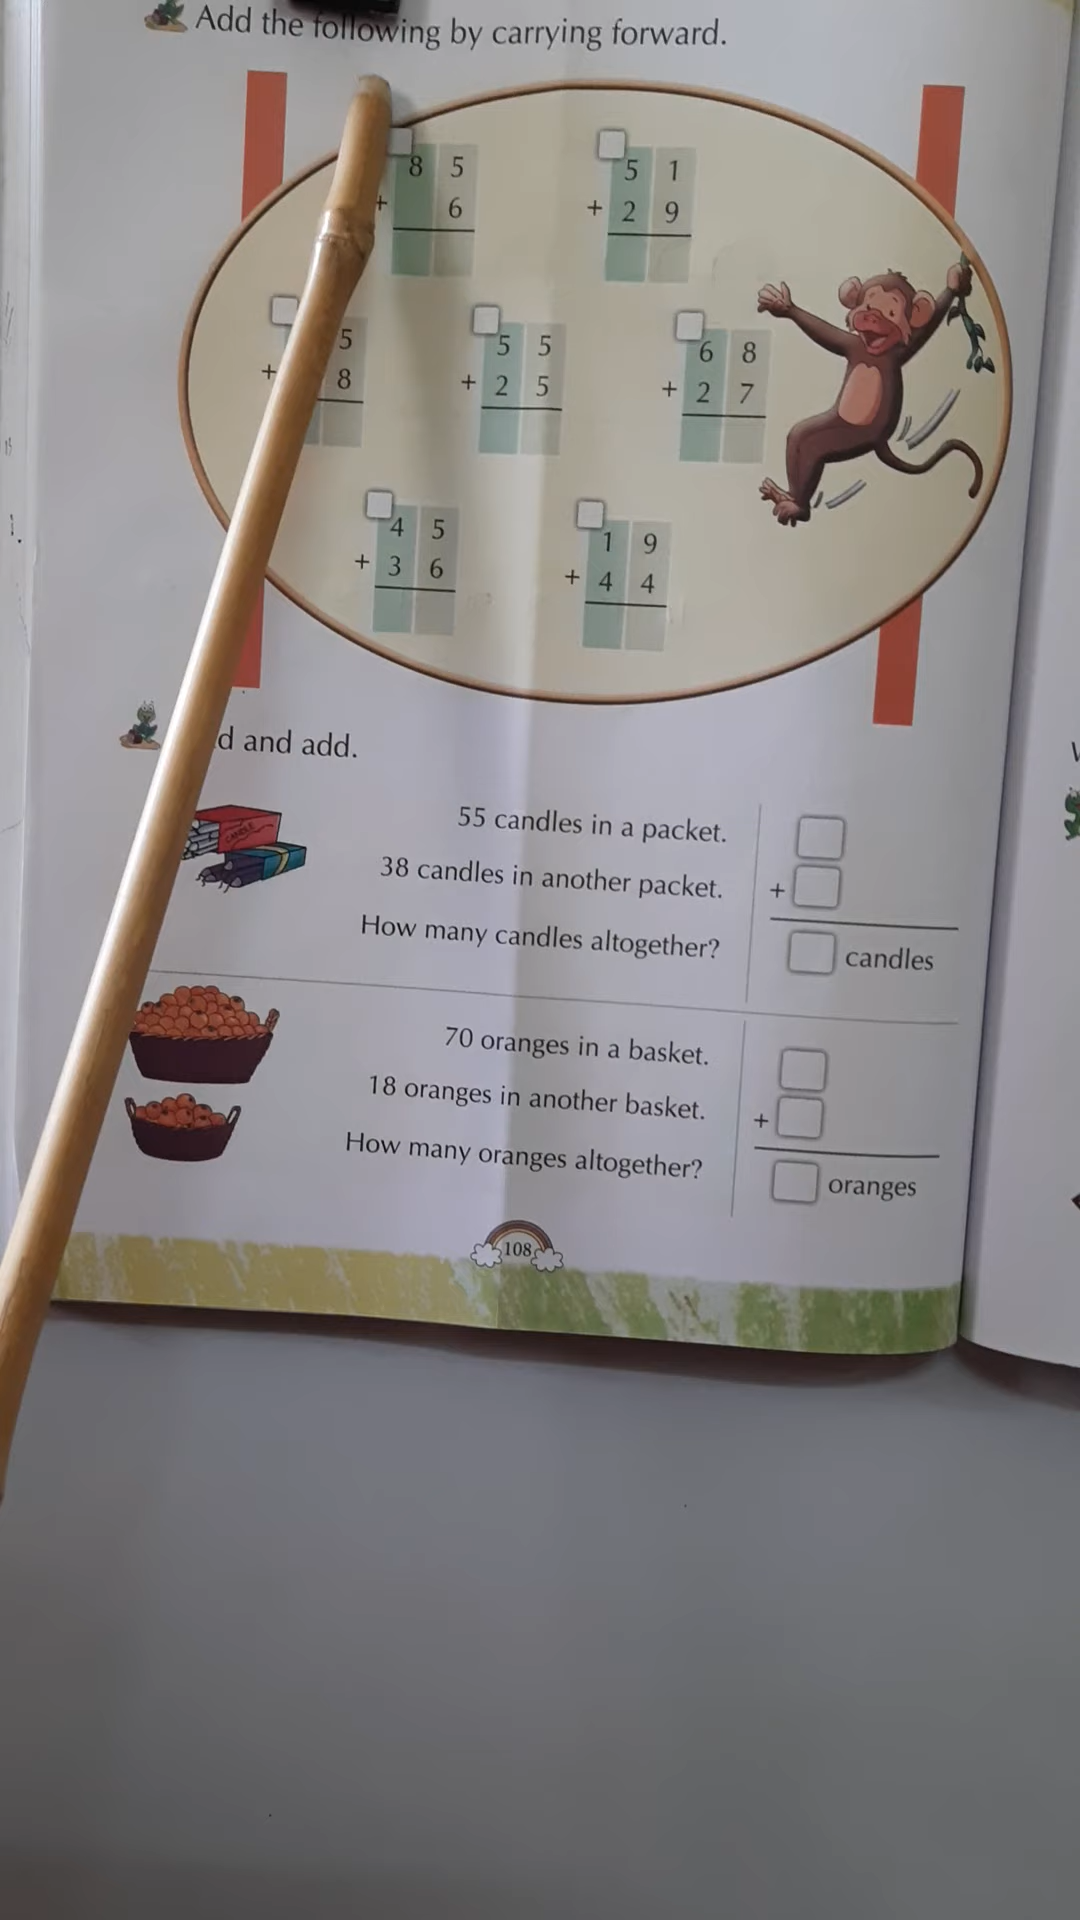 Add the following by carrying forward.
8 5
+ 6
5 1
+ 2 9
5
+ 8
5 5
+ 2 5
6 8
+ 2 7
4 5
+ 3 6
1 9
+ 4 4
and add.
CANDLE
55 candles in a packet.
38 candles in another packet.
+
How many candles altogether?
candles
70 oranges in a basket.
18 oranges in another basket.
+
How many oranges altogether?
oranges
108